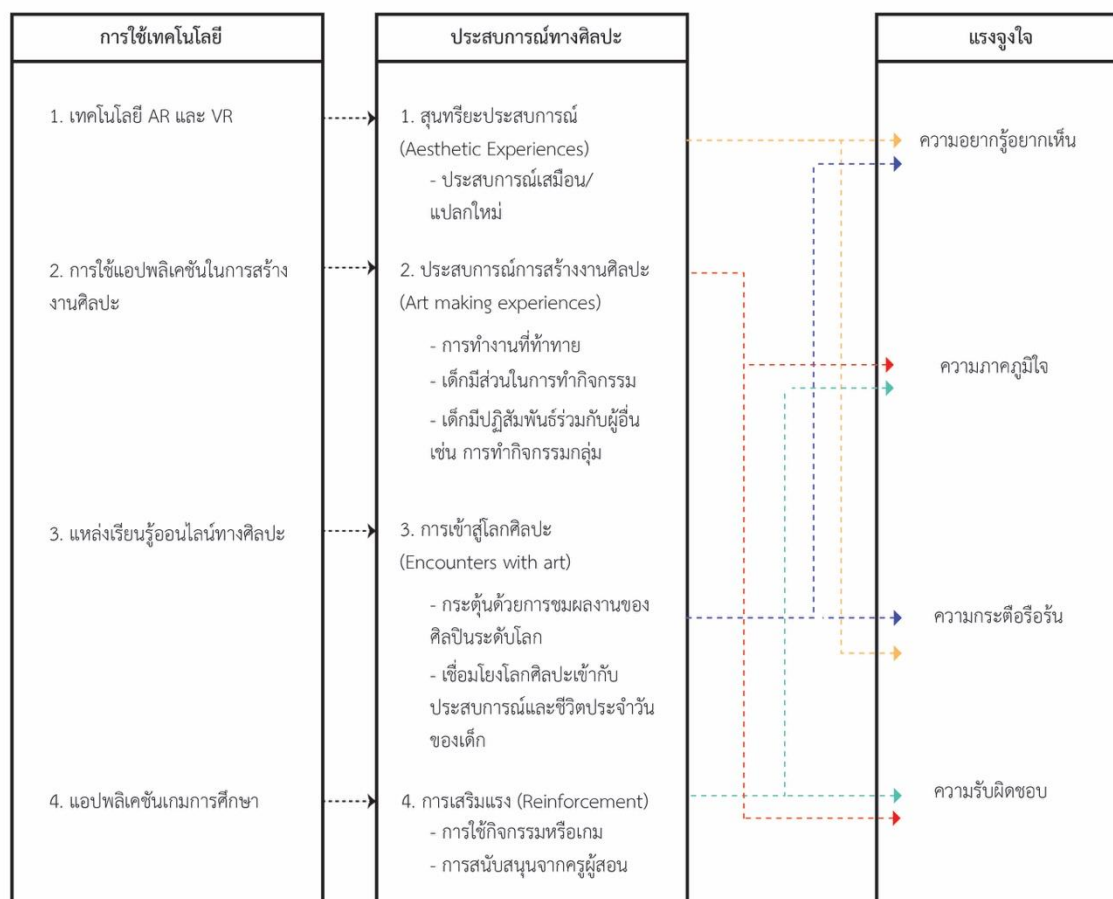 การใช้เทคโนโลยี
ประสบการณ์ทางศิลปะ
แรงจูงใจ
1. เทคโนโลยี AR และ VR
2. การใช้แอปพลิเคชันในการสร้าง
งานศิลปะ
3. แหล่งเรียนรู้ออนไลน์ทางศิลปะ
4. แอปพลิเคชันเกมการศึกษา
1. สุนทรียะประสบการณ์
(Aesthetic Experiences)
- ประสบการณ์เสมือน/
แปลกใหม่
2. ประสบการณ์การสร้างงานศิลปะ
(Art making experiences)
- การทำงานที่ท้าทาย
- เด็กมีส่วนในการทำกิจกรรม
- เด็กมีปฏิสัมพันธ์ร่วมกับผู้อื่น
เช่น การทำกิจกรรมกลุ่ม
3. การเข้าสู่โลกศิลปะ
(Encounters with art)
- กระตุ้นด้วยการชมผลงานของ
ศิลปินระดับโลก
- เชื่อมโยงโลกศิลปะเข้ากับ
ประสบการณ์และชีวิตประจำวัน
ของเด็ก
4. การเสริมแรง (Reinforcement)
- การใช้กิจกรรมหรือเกม
- การสนับสนุนจากครูผู้สอน
ความอยากรู้อยากเห็น
ความภาคภูมิใจ
ความกระตือรือร้น
ความรับผิดชอบ